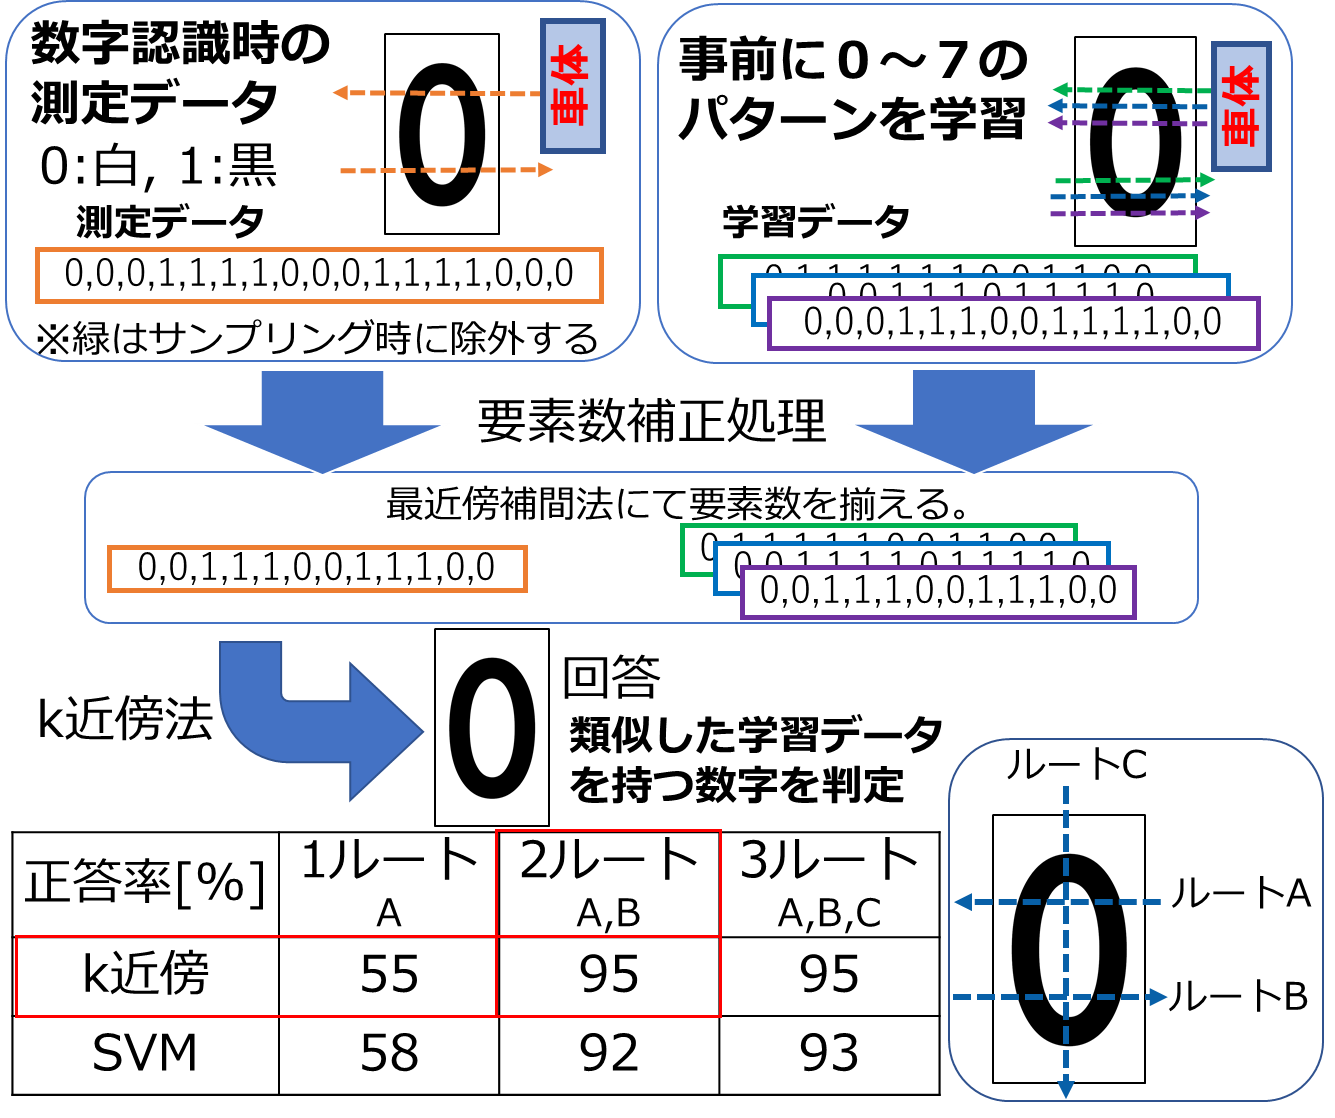 数字認識時の
測定データ
0:白, 1:黒
測定データ
0,0,0,1,1,1,1,0,0,0,1,1,1,1,0,0,0
※緑はサンプリング時に除外する
0
車体
事前に0～7の
パターンを学習
学習データ
0,0,0,1,1,1,0,0,1,1,1,1,0,0
0
車体
要素数補正処理
最近傍補間法にて要素数を揃える。
0,0,1,1,1,0,0,1,1,1,0,0
0,0,1,1,1,0,0,1,1,1,0,0
k近傍法
0
回答
類似した学習データ
を持つ数字を判定
正答率[%] 1ルート 2ルート 3ルート
A A,B A,B,C
k近傍 55 95 95
SVM 58 92 93
ルートC
0
ルートA
ルートB